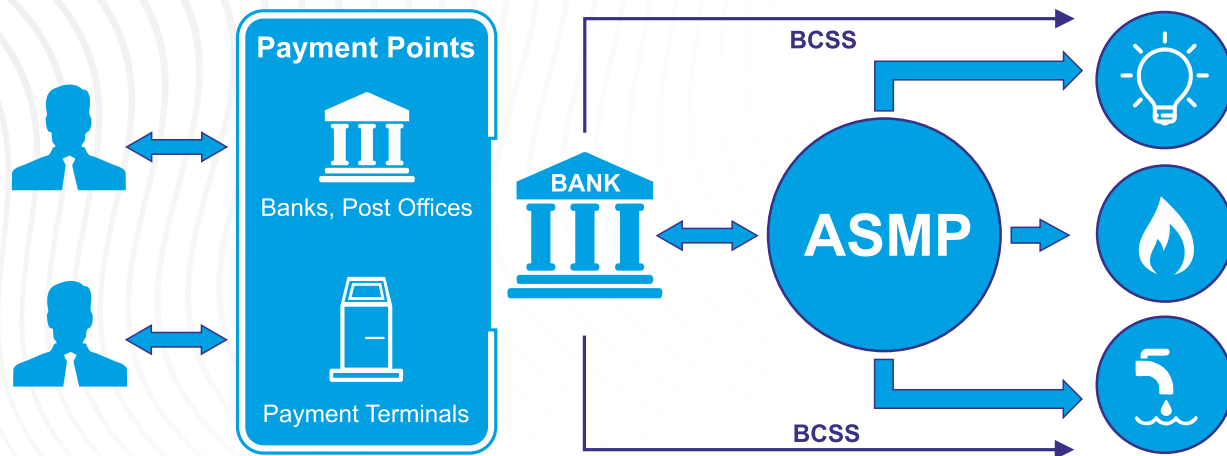 Payment Points
Banks, Post Offices
Payment Terminals
BANK
BCSS
ASMP
BCSS